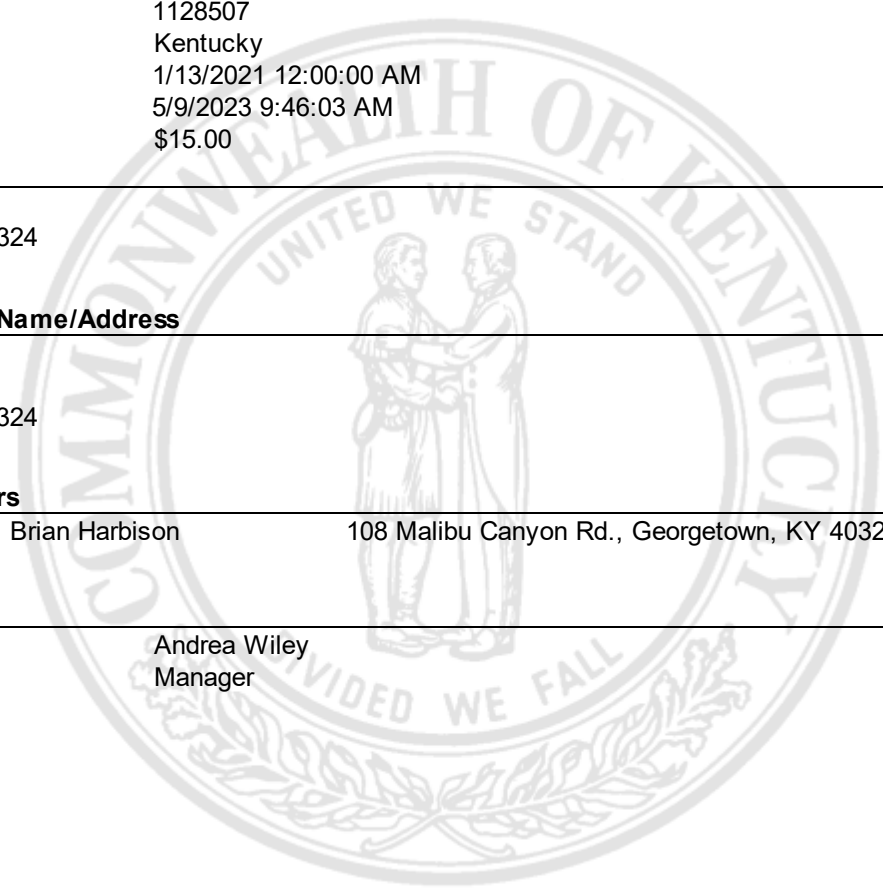 1128507
Kentucky
1/13/2021 12:00:00 AM
5/9/2023 9:46:03 AM
$15.00
324
Name/Address
324
rs
Brian Harbison 108 Malibu Canyon Rd., Georgetown, KY 4032
Andrea Wiley
Manager
COMMONWEALTH OF KENTUCKY
UNITED WE STAND
DIVIDED WE FALL